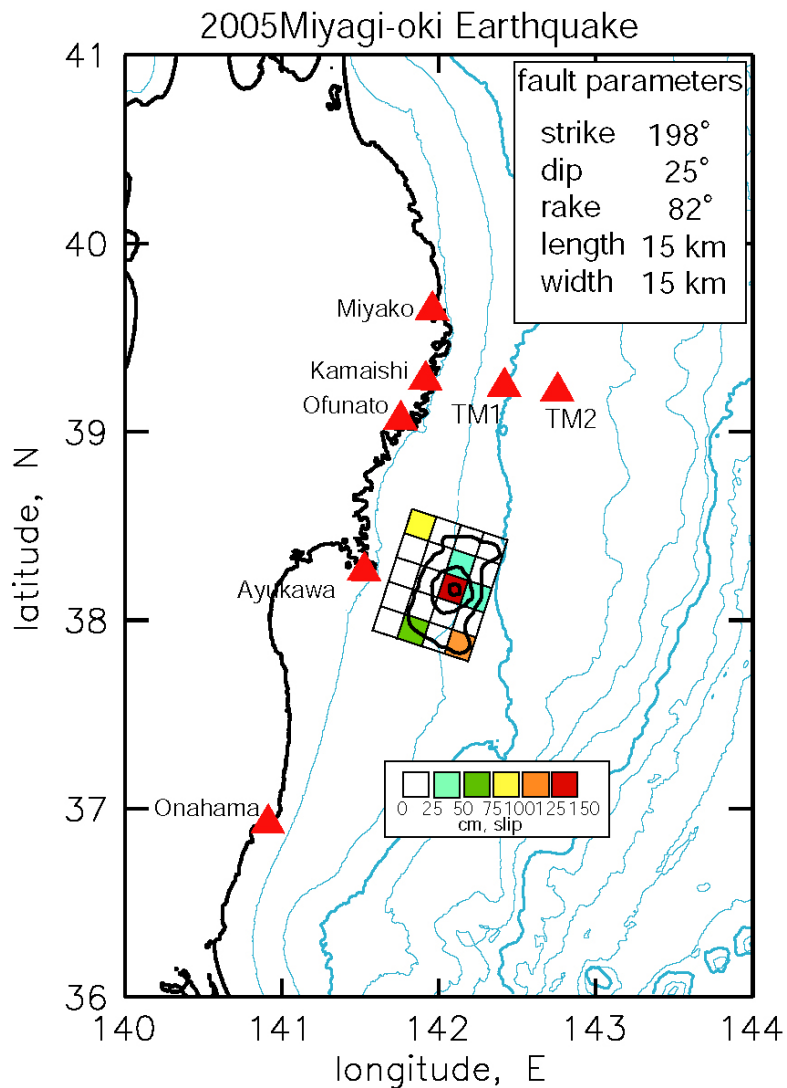 2005Miyagi-oki Earthquake
41
fault parameters
strike 198°
dip 25°
rake 82°
length 15 km
width 15 km
40
Miyako
Kamaishi
Ofunato
TM1
TM2
39
latitude, N
Ayukawa
38
Onahama
37
0 25 50 75 100 125 150
cm, slip
36
140 141 142 143 144
longitude, E